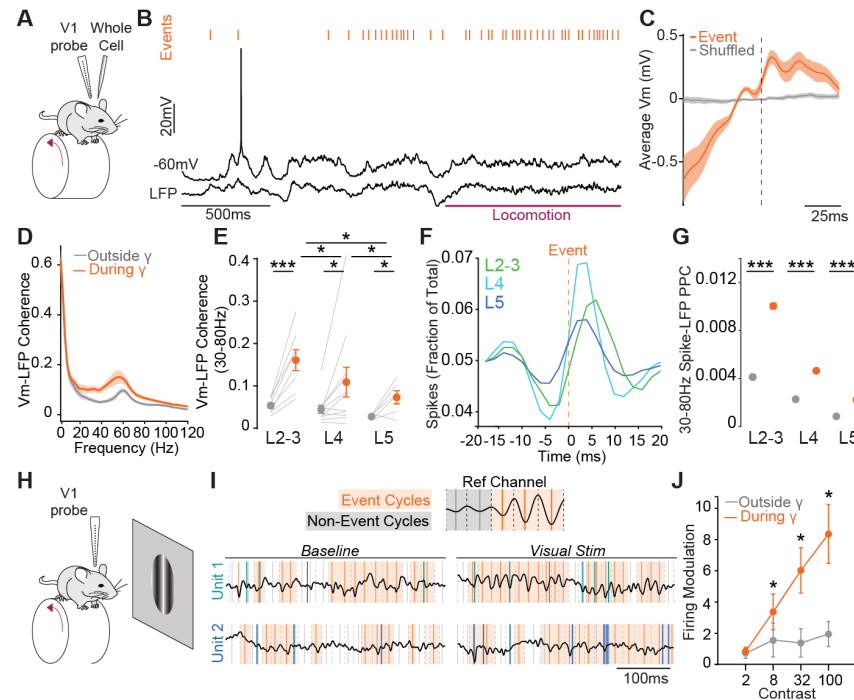 A
V1 probe
Whole Cell
B
Events
20mV
-60mV
LFP
500ms
Locomotion
C
Average Vm (mV)
Event
Shuffled
0.5
0
-0.5
25ms
D
Vm-LFP Coherence
Outside γ
During γ
0.6
0.4
0.2
0
0 20 40 60 80 100 120
Frequency (Hz)
E
Vm-LFP Coherence (30-80Hz)
0.4
0.3
0.2
0.1
0
*
* *
*** * *
L2-3 L4 L5
F
Spikes (Fraction of Total)
Event
L2-3
L4
L5
0.07
0.06
0.05
0.04
-20 -15 -10 -5 0 5 10 15 20
Time (ms)
G
30-80Hz Spike-LFP PPC
*** *** ***
0.012
0.008
0.004
0
L2-3 L4 L5
H
V1 probe
I
Ref Channel
Event Cycles
Non-Event Cycles
Baseline
Visual Stim
Unit 1
Unit 2
100ms
J
Firing Modulation
Outside γ
During γ
10
8
6
4
2
0
* * *
2 8 32 100
Contrast